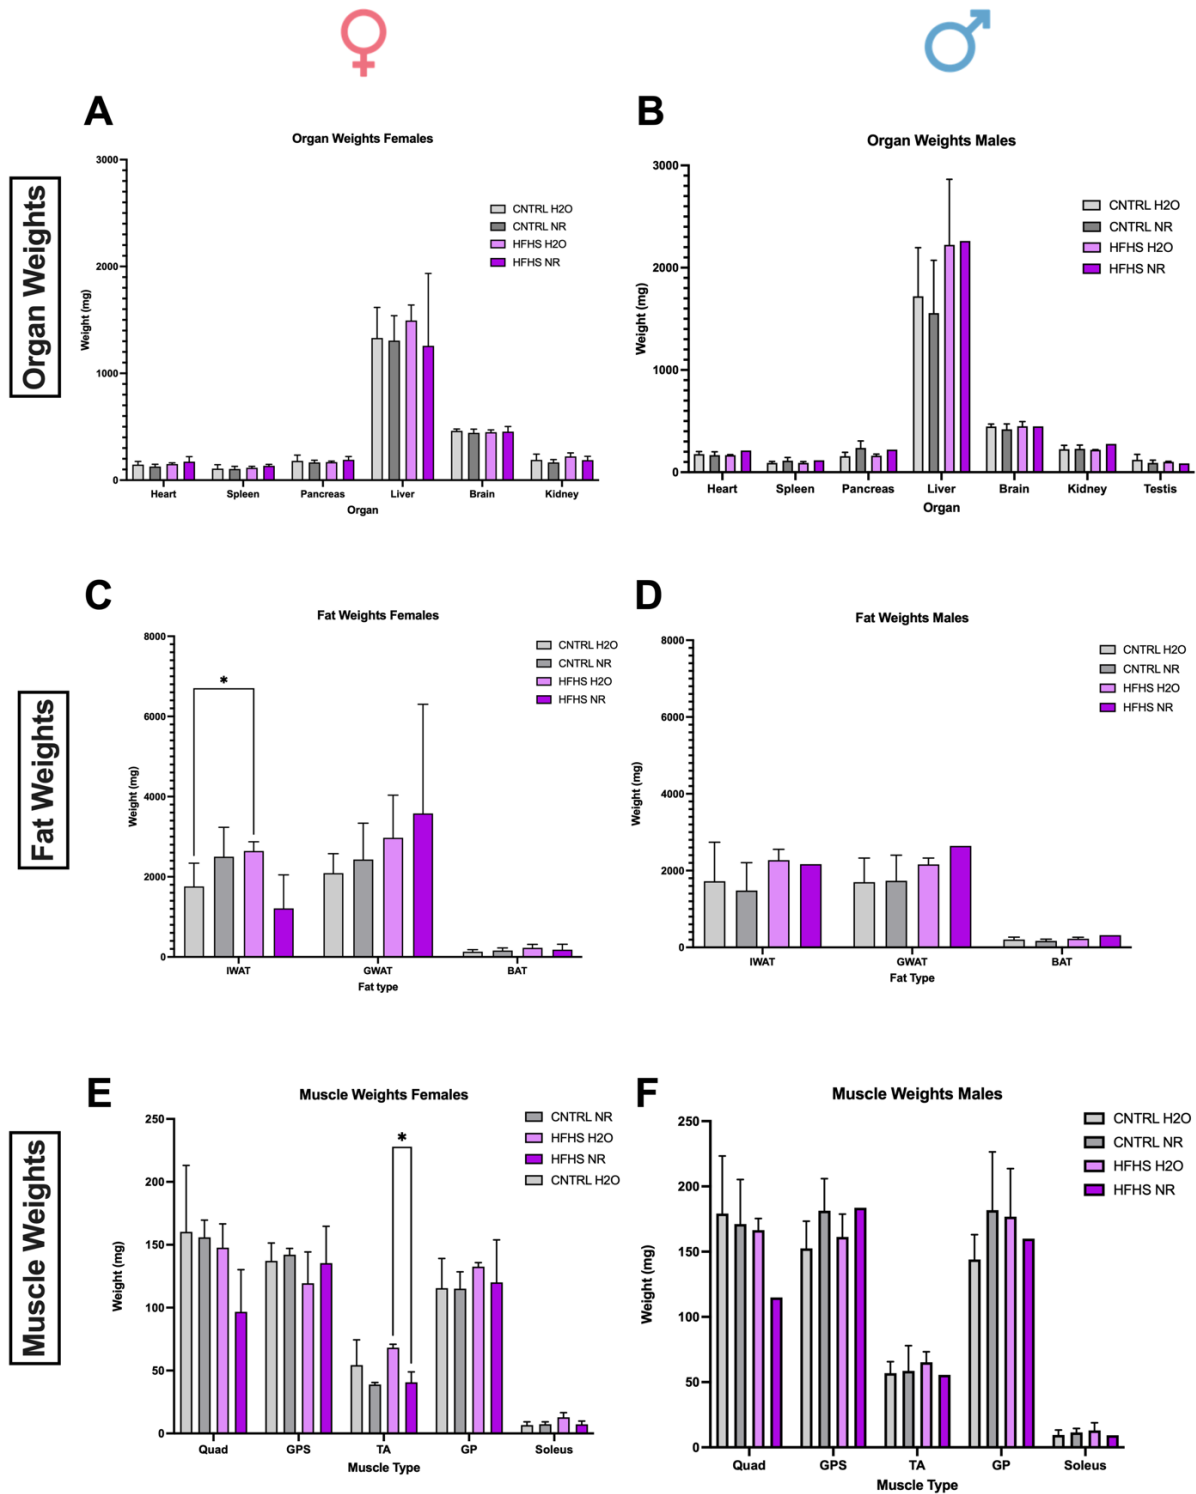 A
B
Organ Weights
Organ Weights Females
3000
2000
1000
0
Weight (mg)
CNTRL H2O
CNTRL NR
HFHS H2O
HFHS NR
Heart Spleen Pancreas Liver Brain Kidney
Organ
Organ Weights Males
3000
2000
1000
0
Weight (mg)
CNTRL H2O
CNTRL NR
HFHS H2O
HFHS NR
Heart Spleen Pancreas Liver Brain Kidney Testis
Organ
C
D
Fat Weights
Fat Weights Females
8000
6000
4000
2000
0
Weight (mg)
*
CNTRL H2O
CNTRL NR
HFHS H2O
HFHS NR
IWAT GWAT BAT
Fat type
Fat Weights Males
8000
6000
4000
2000
0
Weight (mg)
CNTRL H2O
CNTRL NR
HFHS H2O
HFHS NR
IWAT GWAT BAT
Fat Type
E
F
Muscle Weights
Muscle Weights Females
250
200
150
100
50
0
Weight (mg)
*
CNTRL NR
HFHS H2O
HFHS NR
CNTRL H2O
Quad GPS TA GP Soleus
Muscle Type
Muscle Weights Males
250
200
150
100
50
0
Weight (mg)
CNTRL H2O
CNTRL NR
HFHS H2O
HFHS NR
Quad GPS TA GP Soleus
Muscle Type